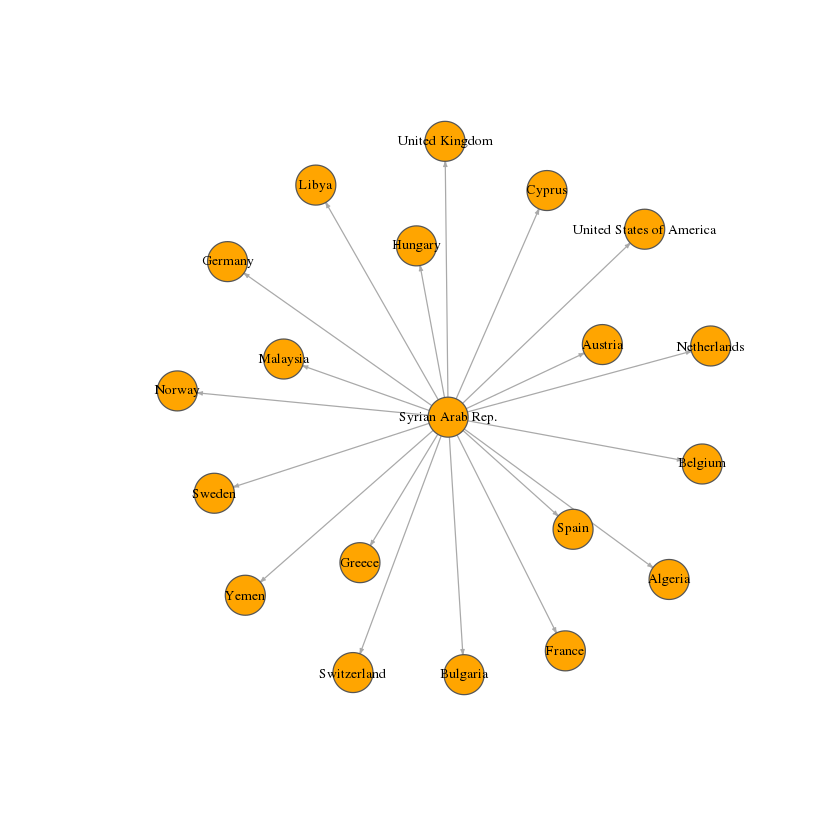 United Kingdom
Libya
Cyprus
United States of America
Hungary
Germany
Austria
Netherlands
Malaysia
Norway
Syrian Arab Rep.
Belgium
Sweden
Spain
Greece
Algeria
Yemen
France
Switzerland
Bulgaria